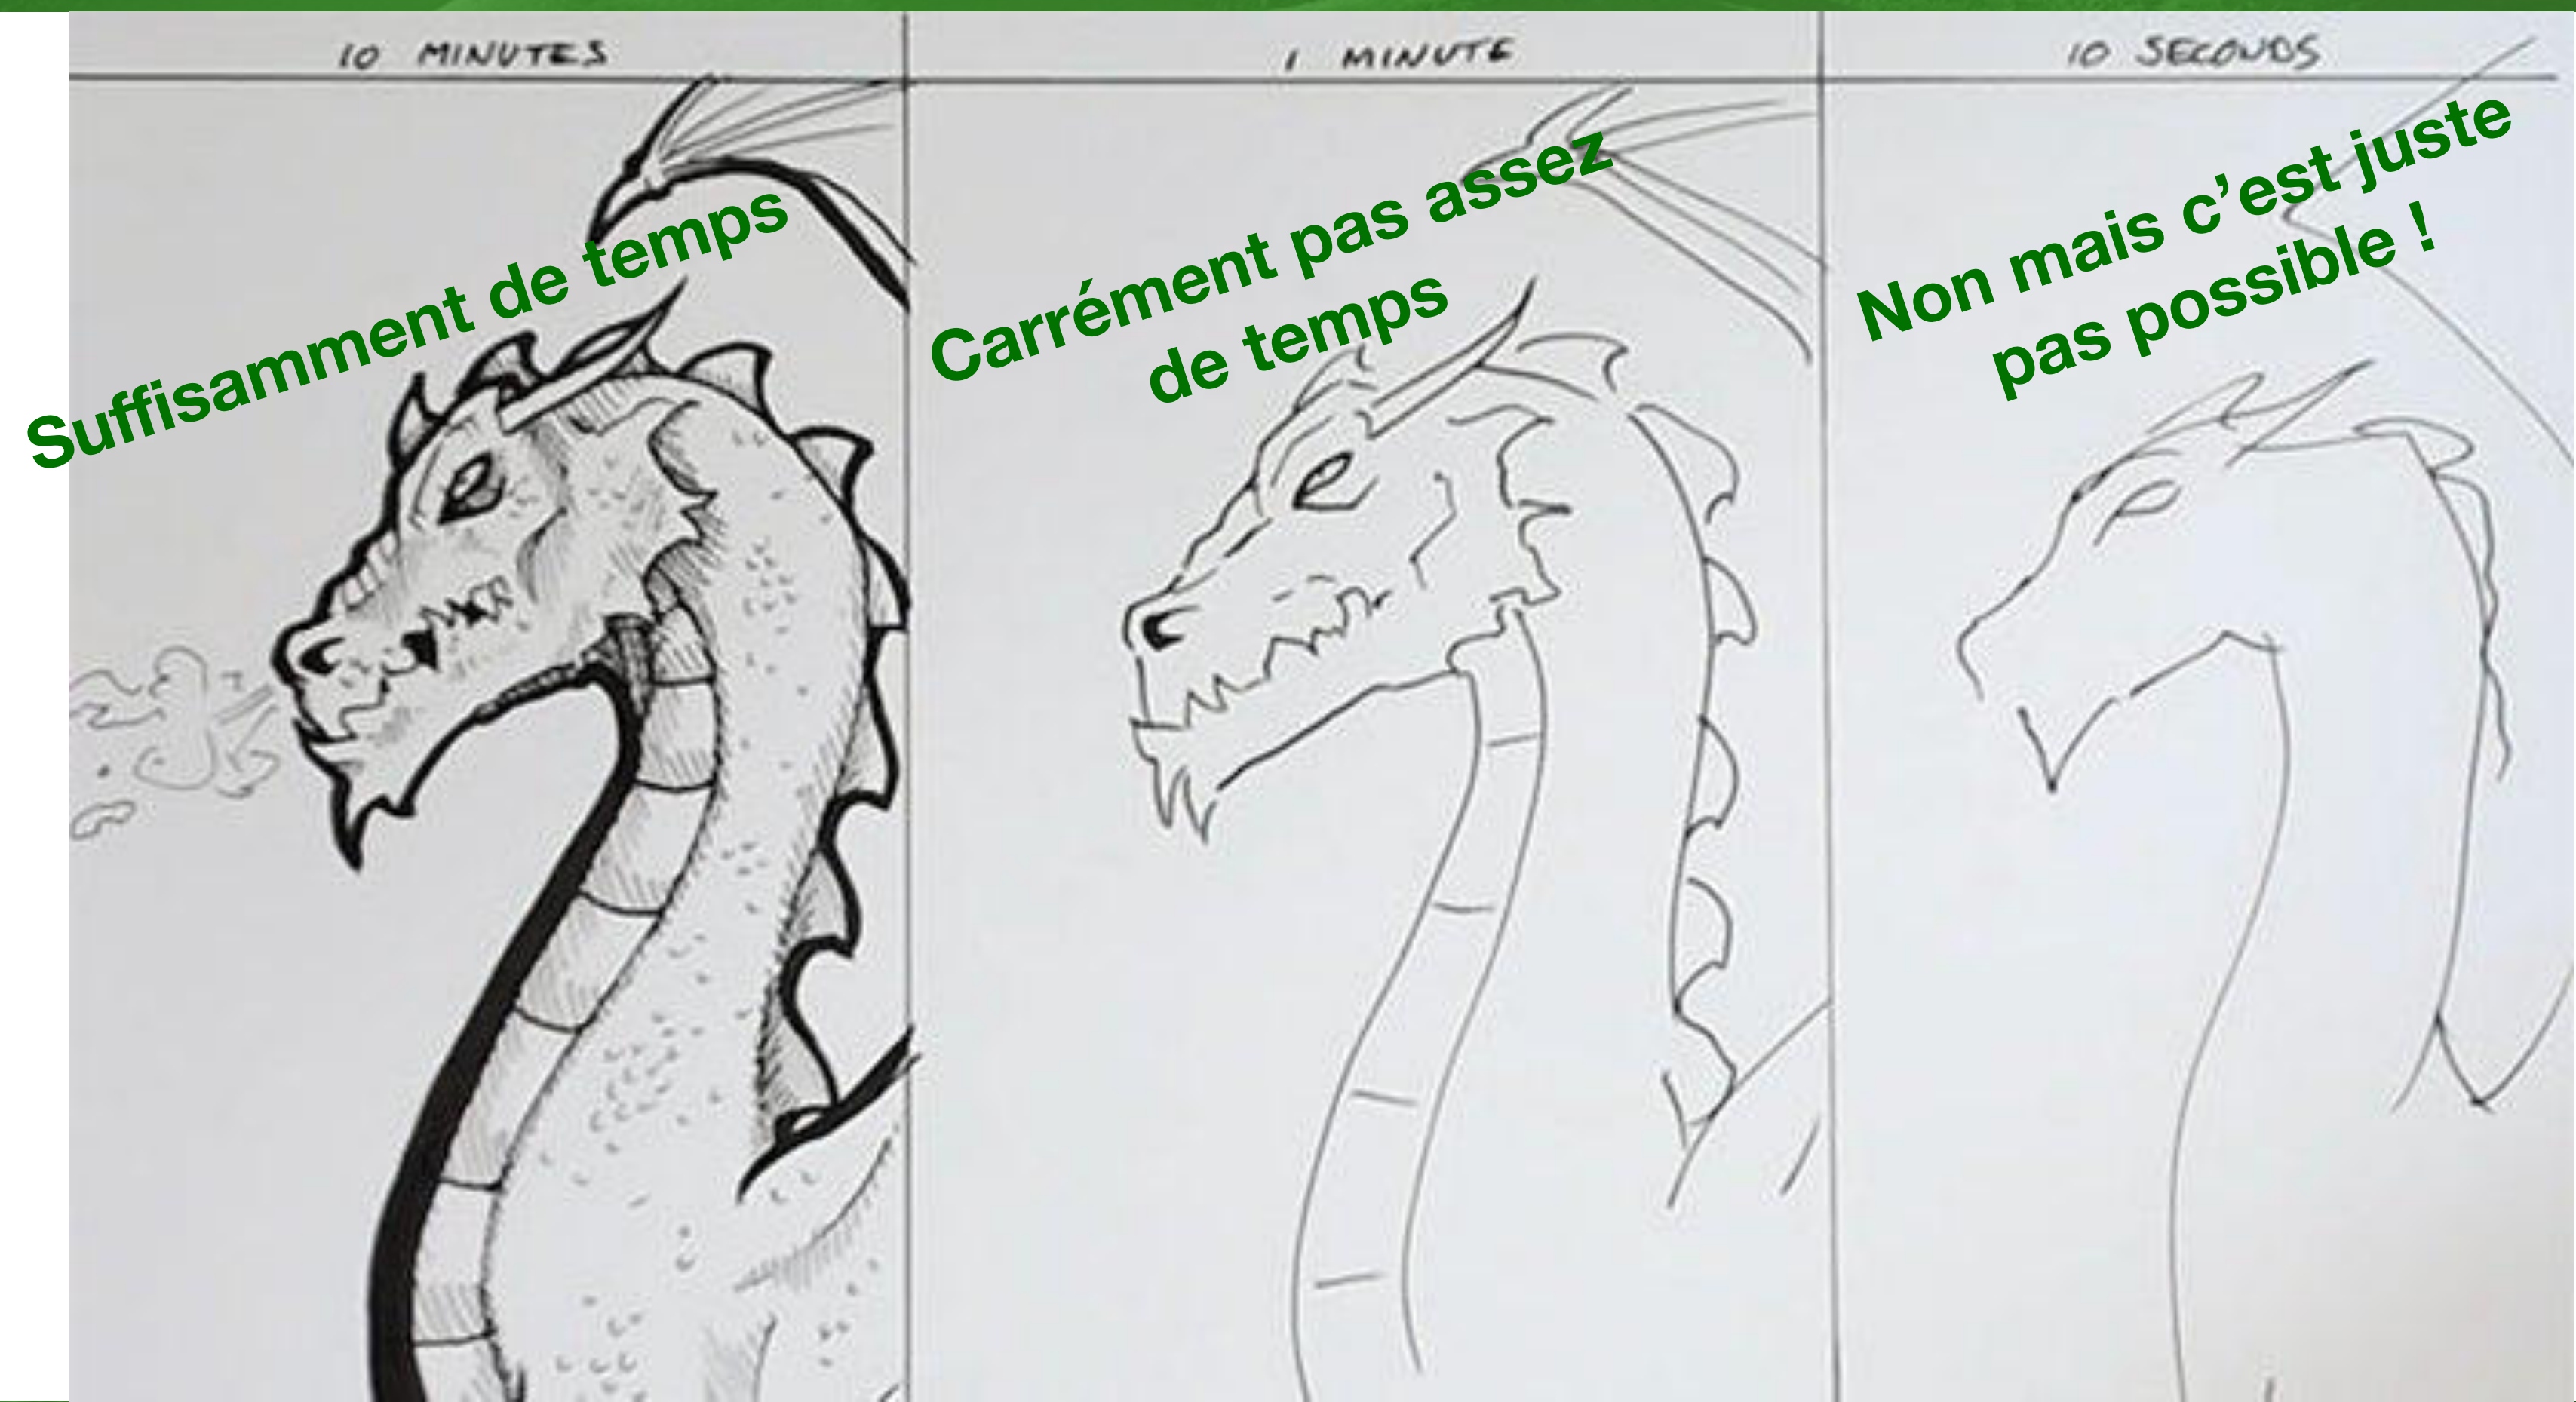 10 MINUTES
1 MINUTE
10 SECONDS
Suffisamment de temps
Carrément pas assez
de temps
Non mais c’est juste
pas possible !